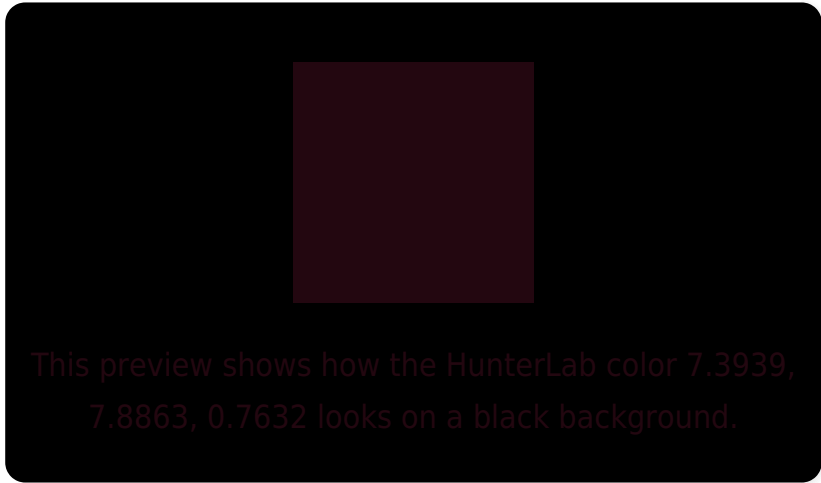 This preview shows how the HunterLab color 7.3939,
7.8863, 0.7632 looks on a black background.